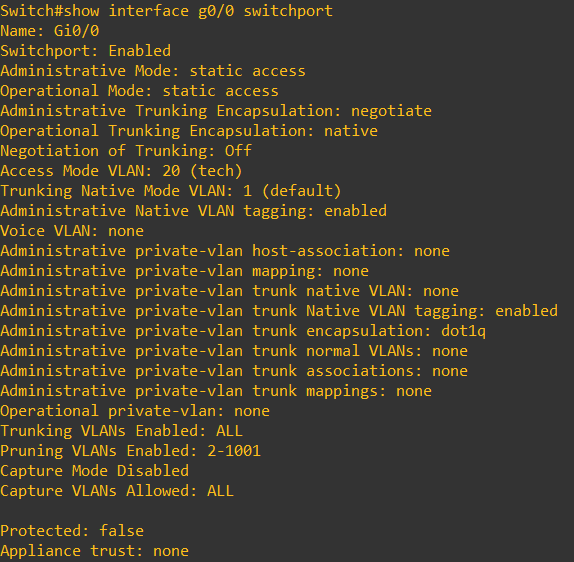 Switch#show interface g0/0 switchport
Name: Gi0/0
Switchport: Enabled
Administrative Mode: static access
Operational Mode: static access
Administrative Trunking Encapsulation: negotiate
Operational Trunking Encapsulation: native
Negotiation of Trunking: Off
Access Mode VLAN: 20 (tech)
Trunking Native Mode VLAN: 1 (default)
Administrative Native VLAN tagging: enabled
Voice VLAN: none
Administrative private-vlan host-association: none
Administrative private-vlan mapping: none
Administrative private-vlan trunk native VLAN: none
Administrative private-vlan trunk Native VLAN tagging: enabled
Administrative private-vlan trunk encapsulation: dot1q
Administrative private-vlan trunk normal VLANs: none
Administrative private-vlan trunk associations: none
Administrative private-vlan trunk mappings: none
Operational private-vlan: none
Trunking VLANs Enabled: ALL
Pruning VLANs Enabled: 2-1001
Capture Mode Disabled
Capture VLANs Allowed: ALL

Protected: false
Appliance trust: none